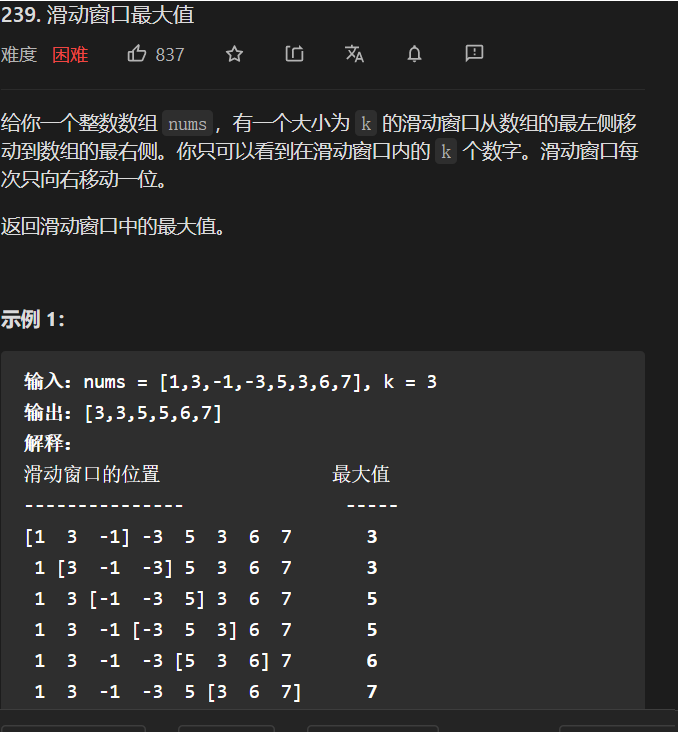 239. 滑动窗口最大值
难度 困难 837
给你一个整数数组 nums，有一个大小为 k 的滑动窗口从数组的最左侧移
动到数组的最右侧。你只可以看到在滑动窗口内的 k 个数字。滑动窗口每
次只向右移动一位。
返回滑动窗口中的最大值。
示例 1：
输入：nums = [1,3,-1,-3,5,3,6,7], k = 3
输出：[3,3,5,5,6,7]
解释：
滑动窗口的位置 最大值
--------------- -----
[1 3 -1] -3 5 3 6 7 3
1 [3 -1 -3] 5 3 6 7 3
1 3 [-1 -3 5] 3 6 7 5
1 3 -1 [-3 5 3] 6 7 5
1 3 -1 -3 [5 3 6] 7 6
1 3 -1 -3 5 [3 6 7] 7